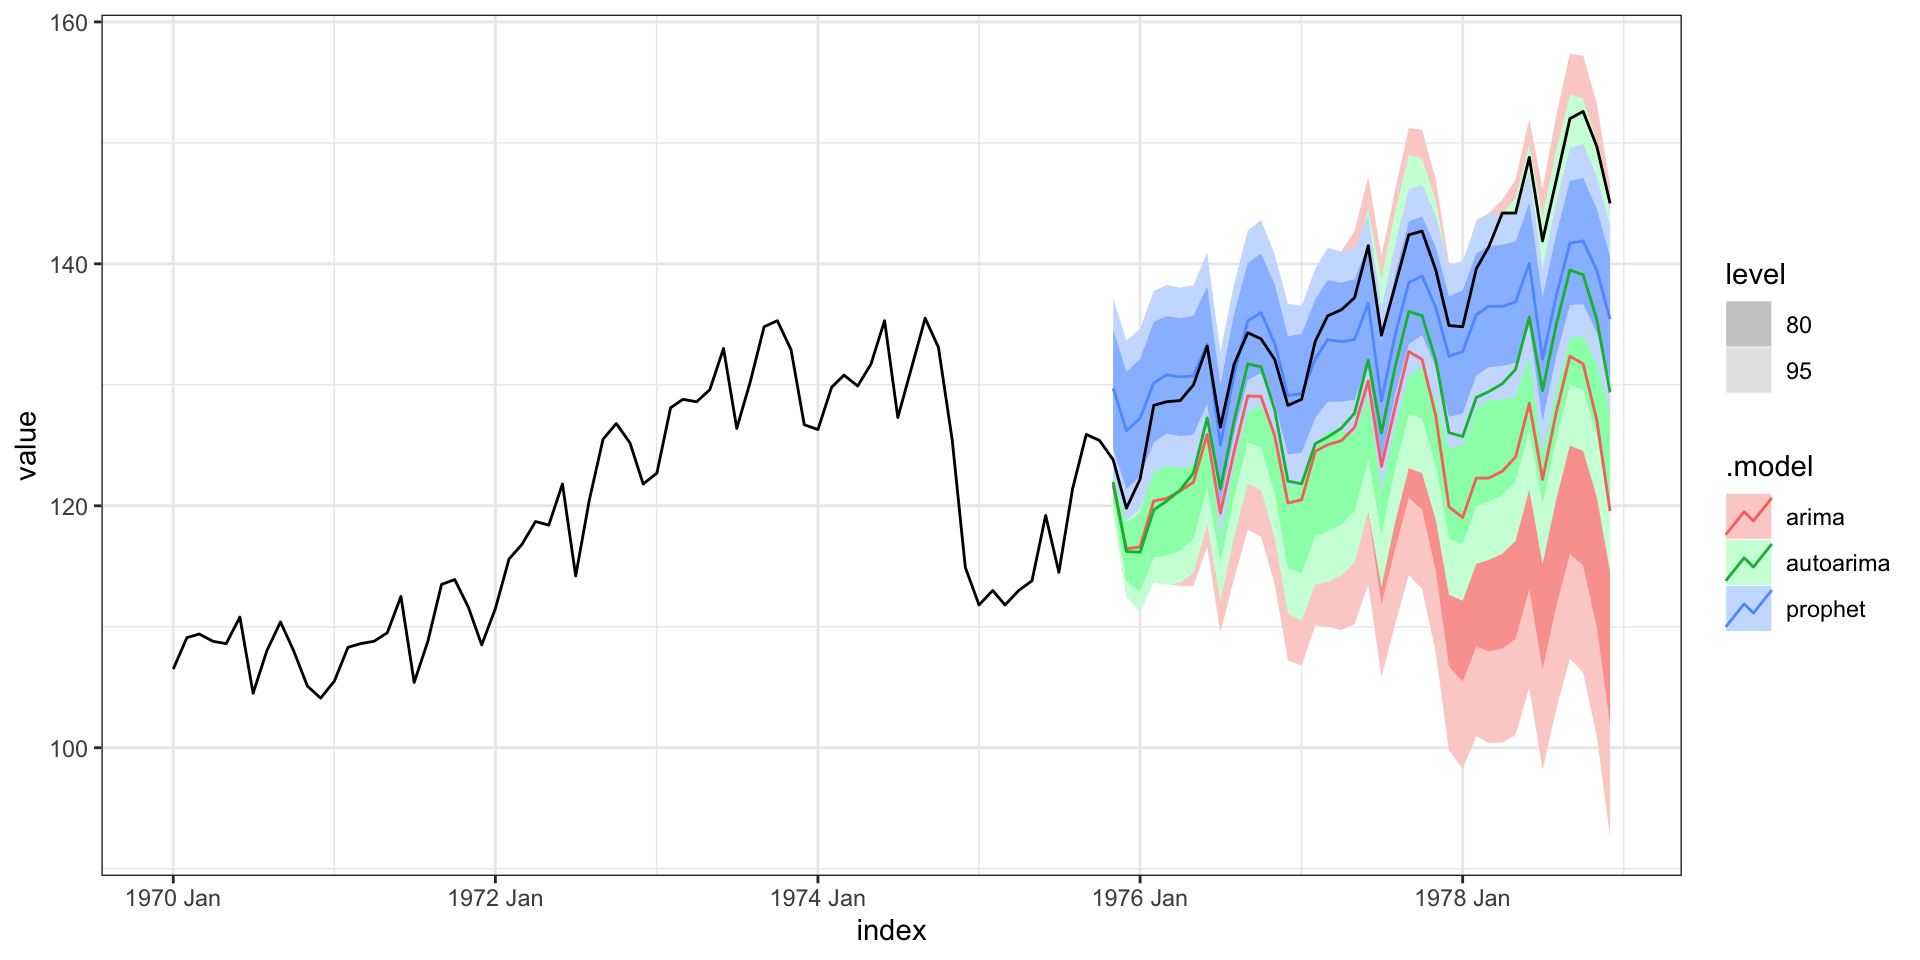 160
140
120
100
value
1970 Jan
1972 Jan
1974 Jan
1976 Jan
1978 Jan
index
level
80
95
.model
arima
autoarima
prophet